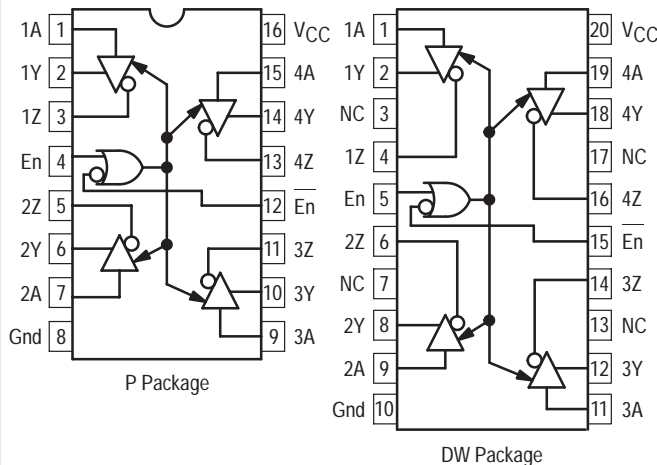 1A 1 16 VCC
1Y 2 15 4A
1Z 3 14 4Y
En 4 13 4Z
2Z 5 12 En
2Y 6 11 3Z
2A 7 10 3Y
Gnd 8 9 3A
P Package
1A 1 20 VCC
1Y 2 19 4A
NC 3 18 4Y
1Z 4 17 NC
En 5 16 4Z
2Z 6 15 En
NC 7 14 3Z
2Y 8 13 NC
2A 9 12 3Y
Gnd 10 11 3A
DW Package